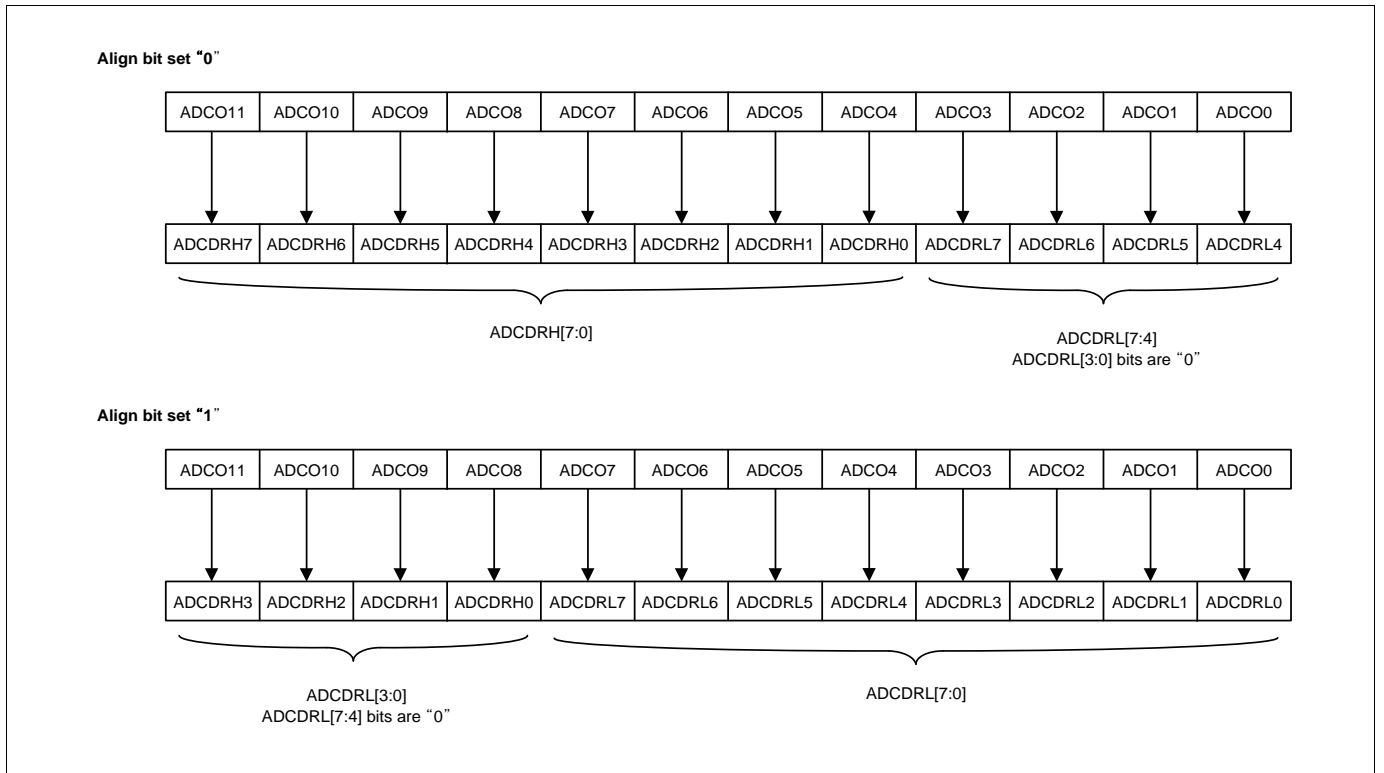 Align bit set “0”
ADCO11 ADCO10 ADCO9 ADCO8 ADCO7 ADCO6 ADCO5 ADCO4 ADCO3 ADCO2 ADCO1 ADCO0
ADCDRH7 ADCDRH6 ADCDRH5 ADCDRH4 ADCDRH3 ADCDRH2 ADCDRH1 ADCDRH0 ADCDRL7 ADCDRL6 ADCDRL5 ADCDRL4
ADCDRH[7:0]
ADCDRL[7:4]
ADCDRL[3:0] bits are “0”
Align bit set “1”
ADCO11 ADCO10 ADCO9 ADCO8 ADCO7 ADCO6 ADCO5 ADCO4 ADCO3 ADCO2 ADCO1 ADCO0
ADCDRH3 ADCDRH2 ADCDRH1 ADCDRH0 ADCDRL7 ADCDRL6 ADCDRL5 ADCDRL4 ADCDRL3 ADCDRL2 ADCDRL1 ADCDRL0
ADCDRL[3:0]
ADCDRL[7:4] bits are “0”
ADCDRL[7:0]